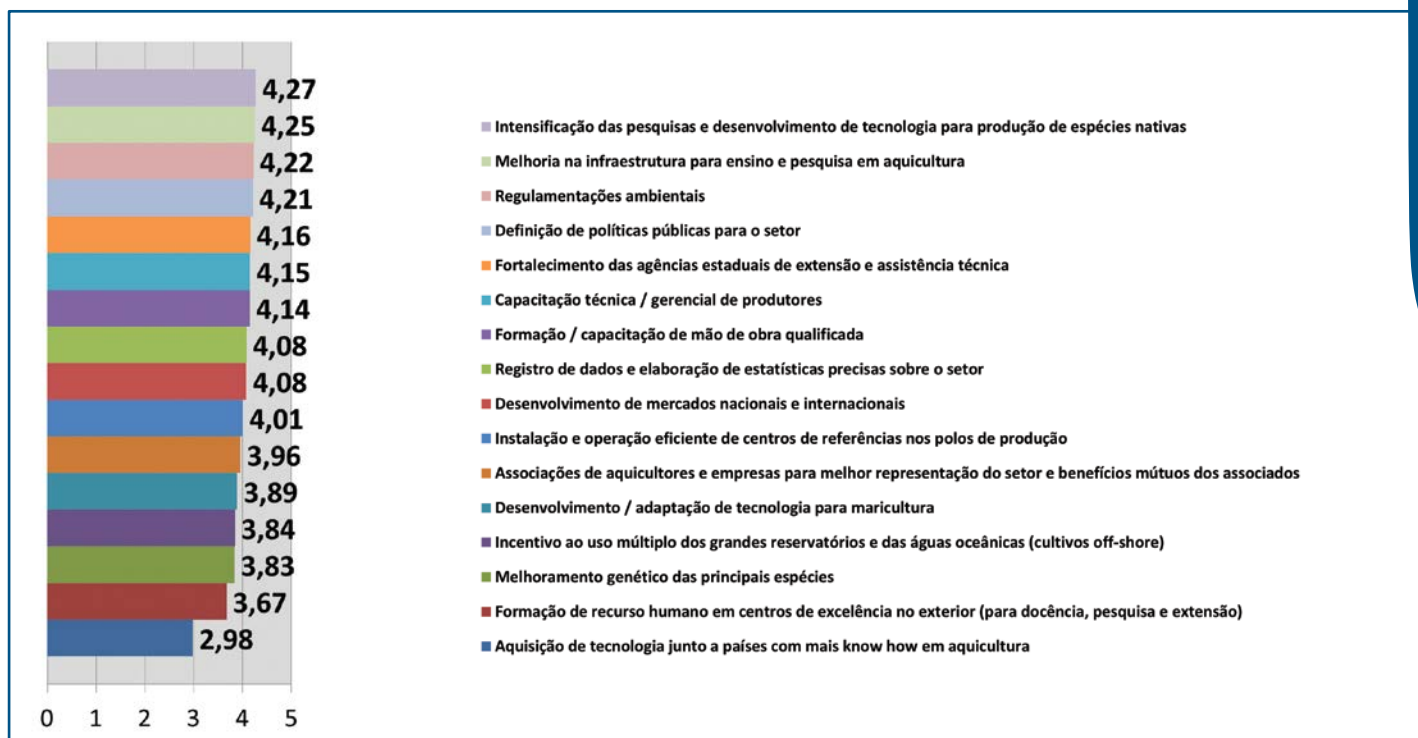 4,27
4,25
4,22
4,21
4,16
4,15
4,14
4,08
4,08
4,01
3,96
3,89
3,84
3,83
3,67
2,98
0 1 2 3 4 5
Intensificação das pesquisas e desenvolvimento de tecnologia para produção de espécies nativas
Melhoria na infraestrutura para ensino e pesquisa em aquicultura
Regulamentações ambientais
Definição de políticas públicas para o setor
Fortalecimento das agências estaduais de extensão e assistência técnica
Capacitação técnica / gerencial de produtores
Formação / capacitação de mão de obra qualificada
Registro de dados e elaboração de estatísticas precisas sobre o setor
Desenvolvimento de mercados nacionais e internacionais
Instalação e operação eficiente de centros de referências nos polos de produção
Associações de aquicultores e empresas para melhor representação do setor e benefícios mútuos dos associados
Desenvolvimento / adaptação de tecnologia para maricultura
Incentivo ao uso múltiplo dos grandes reservatórios e das águas oceânicas (cultivos off-shore)
Melhoramento genético das principais espécies
Formação de recurso humano em centros de excelência no exterior (para docência, pesquisa e extensão)
Aquisição de tecnologia junto a países com mais know how em aquicultura